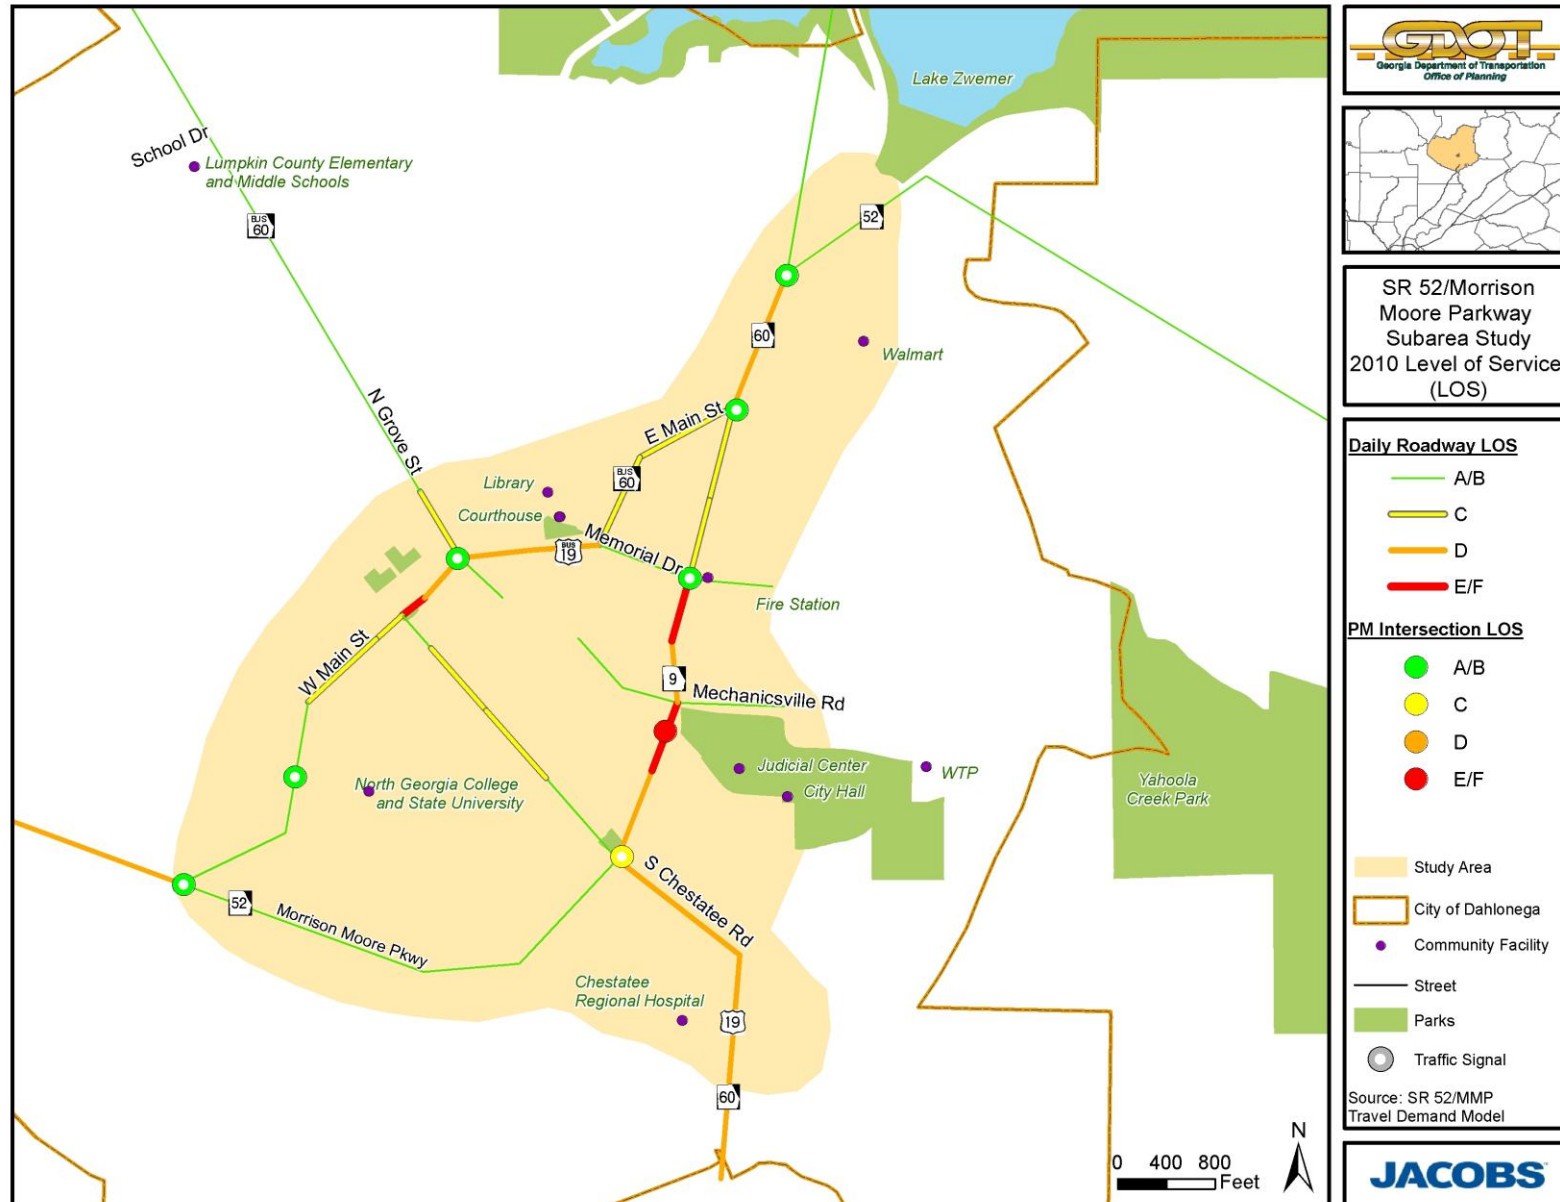 Lake Zwemer
School Dr
Lumpkin County Elementary
and Middle Schools
BUS
60
52
60
Walmart
N Grove St
E Main St
BUS
60
Library
Courthouse
BUS
19
Memorial Dr
Fire Station
W Main St
9
Mechanicsville Rd
Judicial Center
City Hall
WTP
Yahoola
Creek Park
North Georgia College
and State University
S Chestatee Rd
52
Morrison Moore Pkwy
Chestatee
Regional Hospital
19
60
0 400 800
Feet
N
GDOT
Georgia Department of Transportation
Office of Planning
SR 52/Morrison
Moore Parkway
Subarea Study
2010 Level of Service
(LOS)
Daily Roadway LOS
A/B
C
D
E/F
PM Intersection LOS
A/B
C
D
E/F
Study Area
City of Dahlonega
Community Facility
Street
Parks
Traffic Signal
Source: SR 52/MMP
Travel Demand Model
JACOBS